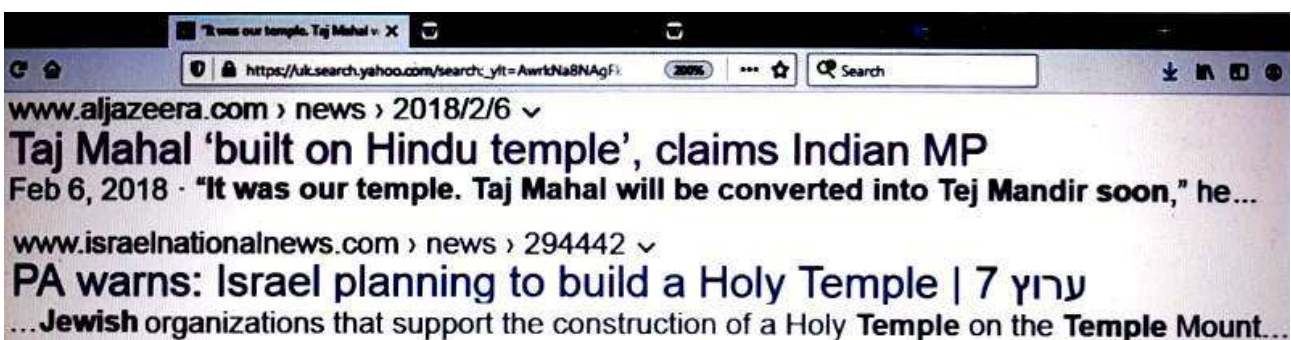 "It was our temple. Taj Mahal w X
https://uk.search.yahoo.com/search;_ylt=AwrkNa8NAgF 200% ••• Search
www.aljazeera.com › news › 2018/2/6
Taj Mahal ‘built on Hindu temple’, claims Indian MP
Feb 6, 2018 · “It was our temple. Taj Mahal will be converted into Tej Mandir soon,” he...
www.israelnationalnews.com › news › 294442
PA warns: Israel planning to build a Holy Temple | ערוץ 7
...Jewish organizations that support the construction of a Holy Temple on the Temple Mount...